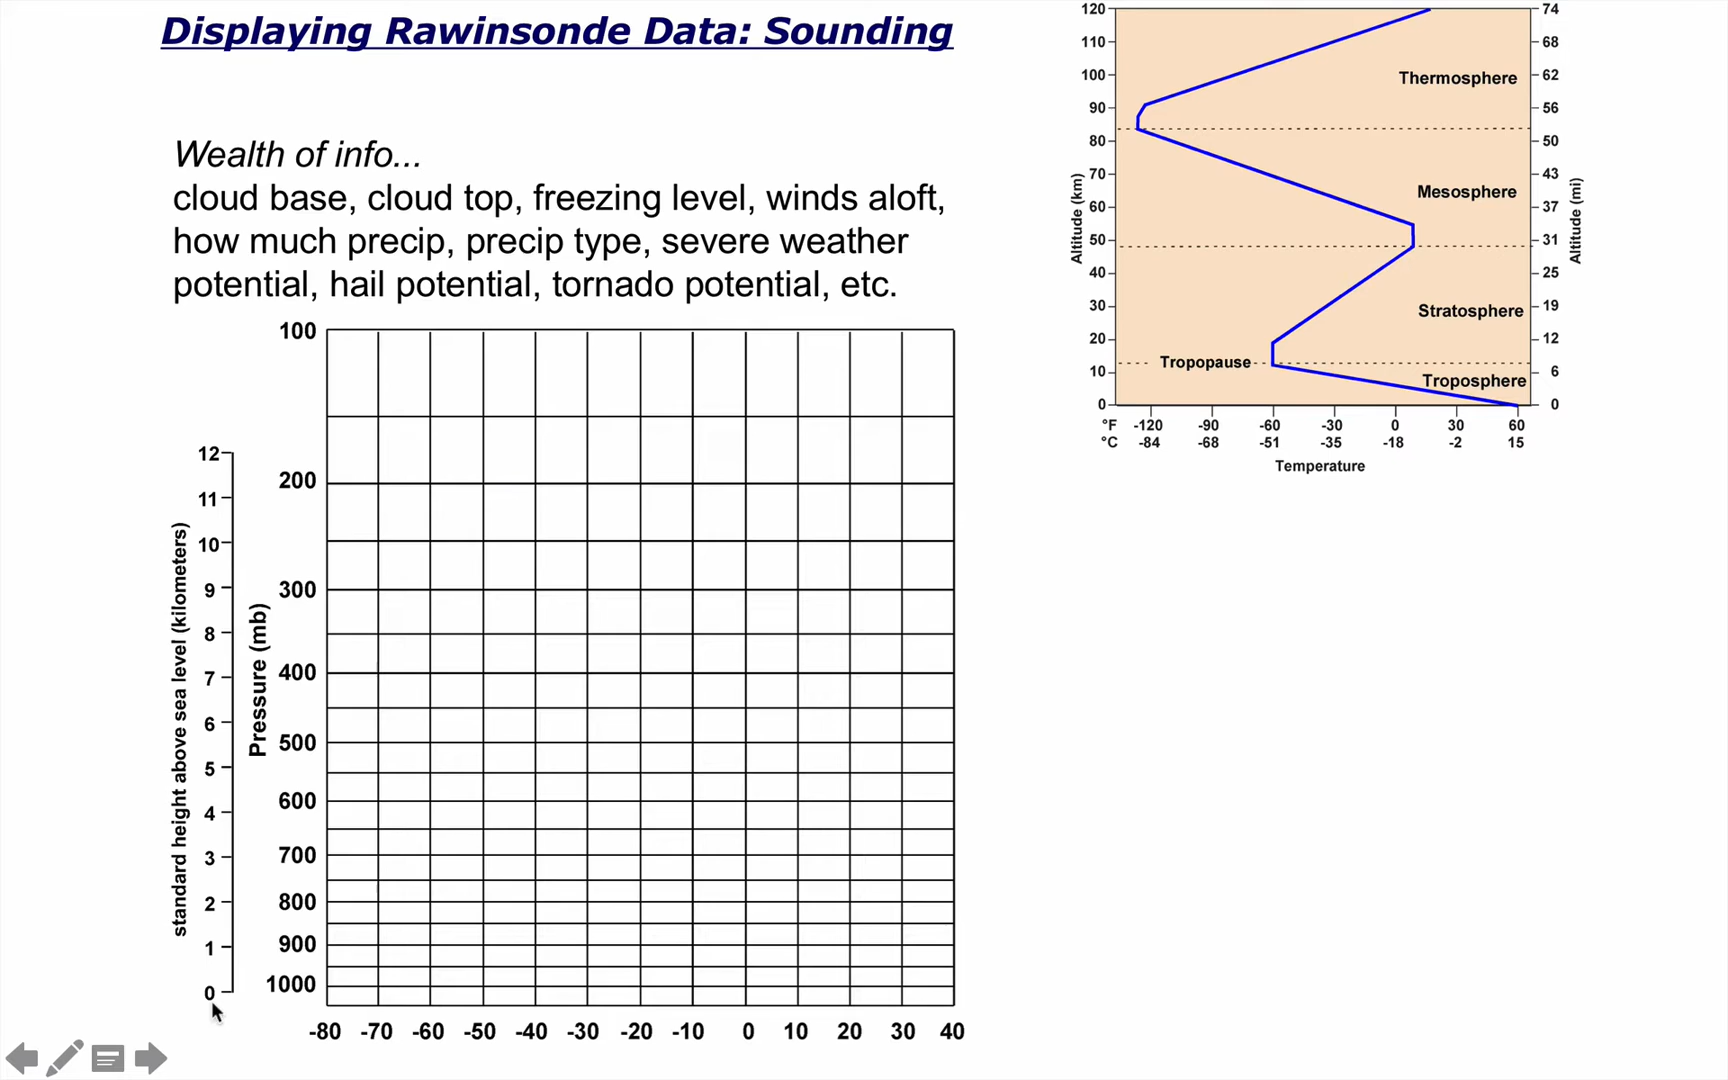 Displaying Rawinsonde Data: Sounding
Wealth of info...
cloud base, cloud top, freezing level, winds aloft,
how much precip, precip type, severe weather
potential, hail potential, tornado potential, etc.
100
200
300
400
500
600
700
800
900
1000
Pressure (mb)
12
11
10
9
8
7
6
5
4
3
2
1
0
standard height above sea level (kilometers)
-80 -70 -60 -50 -40 -30 -20 -10 0 10 20 30 40
120
110
100
90
80
70
60
50
40
30
20
10
0
Altitude (km)
Thermosphere
Mesosphere
Stratosphere
Tropopause
Troposphere
74
68
62
56
50
43
37
31
25
19
12
6
0
Altitude (mi)
°F -120 -90 -60 -30 0 30 60
°C -84 -68 -51 -35 -18 -2 15
Temperature